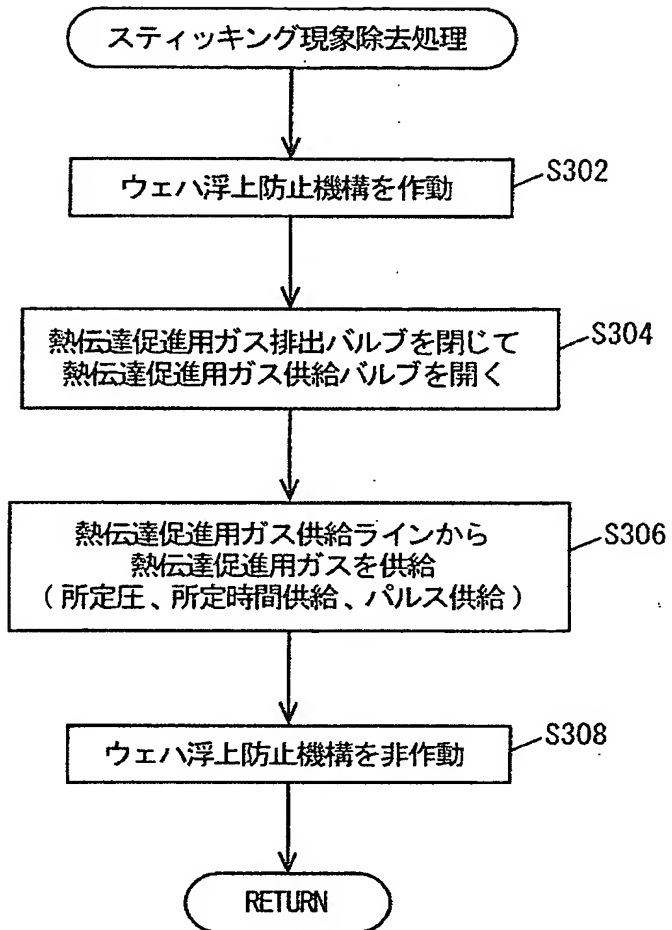 スティッキング現象除去処理
ウェハ浮上防止機構を作動
S302
熱伝達促進用ガス排出バルブを閉じて
熱伝達促進用ガス供給バルブを開く
S304
熱伝達促進用ガス供給ラインから
熱伝達促進用ガスを供給
(所定圧、所定時間供給、パルス供給)
S306
ウェハ浮上防止機構を非作動
S308
RETURN